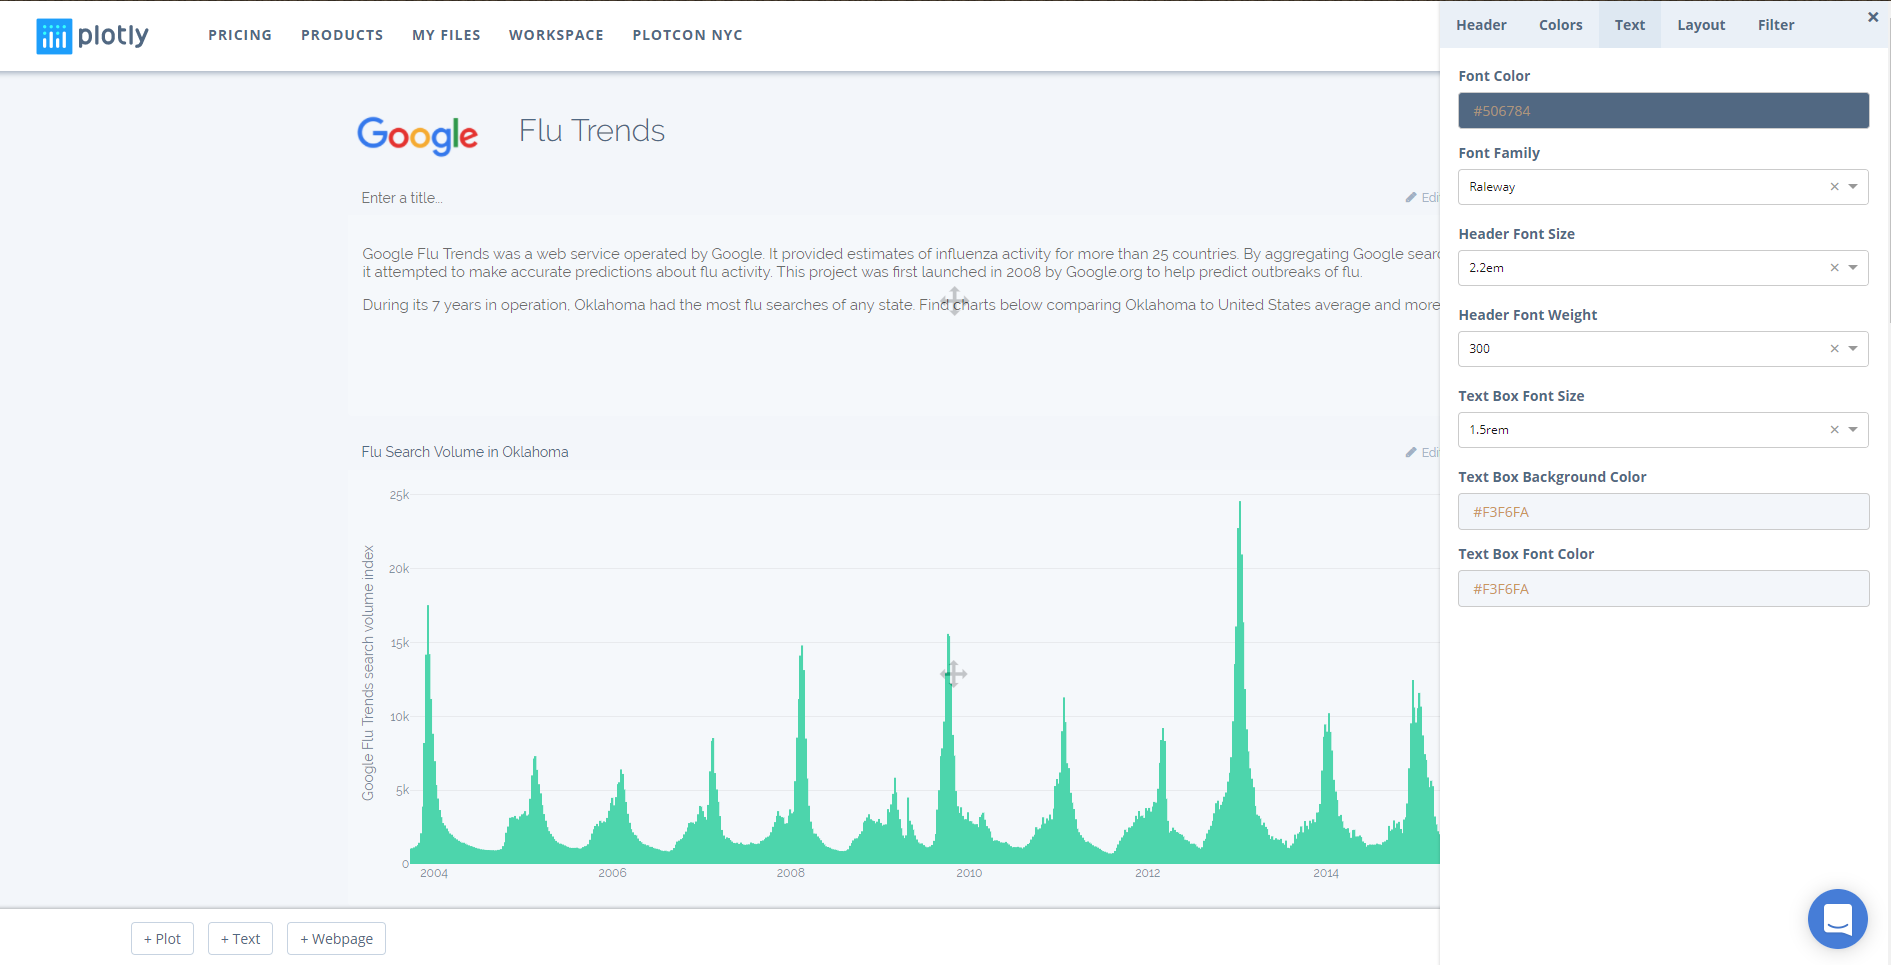 plotly
PRICING
PRODUCTS
MY FILES
WORKSPACE
PLOTCON NYC
Google
Flu Trends
Enter a title...
Google Flu Trends was a web service operated by Google. It provided estimates of influenza activity for more than 25 countries. By aggregating Google
it attempted to make accurate predictions about flu activity. This project was first launched in 2008 by Google.org to help predict outbreaks of flu.
During its 7 years in operation, Oklahoma had the most flu searches of any state. Find charts below comparing Oklahoma to United States average and more
Flu Search Volume in Oklahoma
Google Flu Trends search volume index
25k
20k
15k
10k
5k
0
2004
2006
2008
2010
2012
2014
+ Plot
+ Text
+ Webpage
Header
Colors
Text
Layout
Filter
×
Font Color
#506784
Font Family
Raleway × 
Header Font Size
2.2em ×
Header Font Weight
300 ×
Text Box Font Size
1.5rem ×
Text Box Background Color
#F3F6FA
Text Box Font Color
#F3F6FA